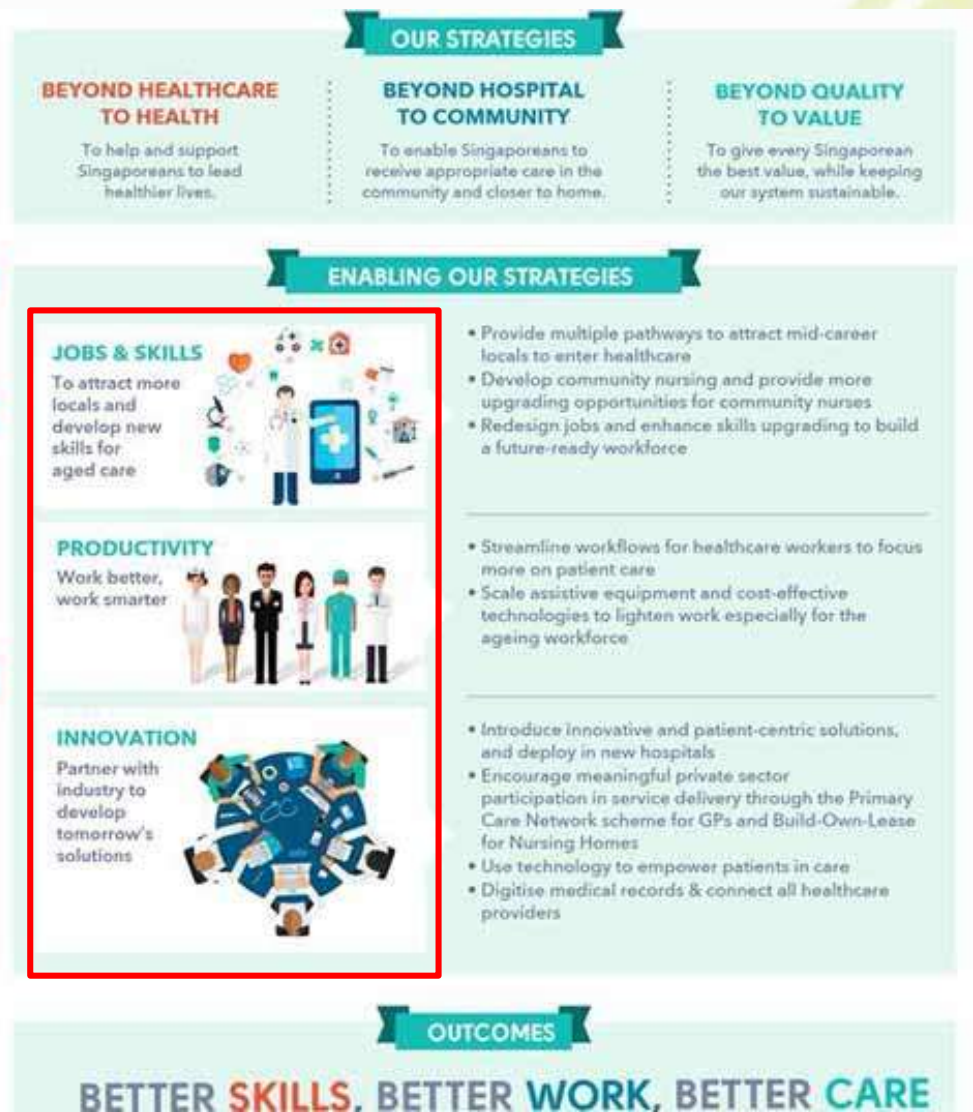 OUR STRATEGIES
BEYOND HEALTHCARE
TO HEALTH
To help and support
Singaporeans to lead
healthier lives.
BEYOND HOSPITAL
TO COMMUNITY
To enable Singaporeans to
receive appropriate care in the
community and closer to home.
BEYOND QUALITY
TO VALUE
To give every Singaporean
the best value, while keeping
our system sustainable.
ENABLING OUR STRATEGIES
JOBS & SKILLS
To attract more
locals and
develop new
skills for
aged care
• Provide multiple pathways to attract mid-career
locals to enter healthcare
• Develop community nursing and provide more
upgrading opportunities for community nurses
• Redesign jobs and enhance skills upgrading to build
a future-ready workforce
PRODUCTIVITY
Work better,
work smarter
• Streamline workflows for healthcare workers to focus
more on patient care
• Scale assistive equipment and cost-effective
technologies to lighten work especially for the
ageing workforce
INNOVATION
Partner with
industry to
develop
tomorrow's
solutions
• Introduce innovative and patient-centric solutions,
and deploy in new hospitals
• Encourage meaningful private sector
participation in service delivery through the Primary
Care Network scheme for GPs and Build-Own-Lease
for Nursing Homes
• Use technology to empower patients in care
• Digitise medical records & connect all healthcare
providers
OUTCOMES
BETTER SKILLS, BETTER WORK, BETTER CARE